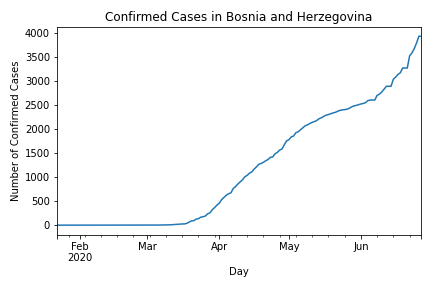 Confirmed Cases in Bosnia and Herzegovina
Number of Confirmed Cases
4000
3500
3000
2500
2000
1500
1000
500
0
Feb
2020
Mar
Apr
May
Jun
Day